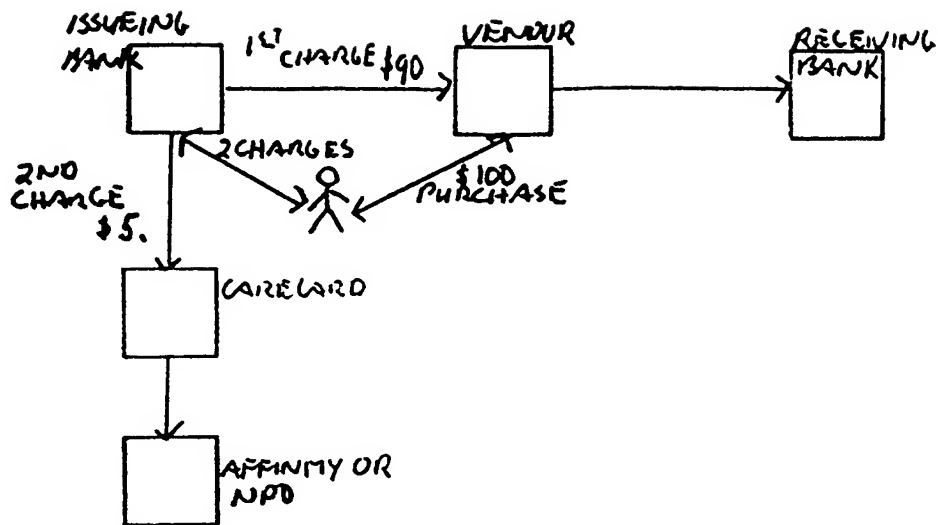 ISSUEING
BANK
1ST
CHARGE $90
VENDUR
RECEIVING
BANK
2 CHARGES
$100
PURCHASE
2ND
CHARGE
$5.
CARECARD
AFFINITY OR
NPO